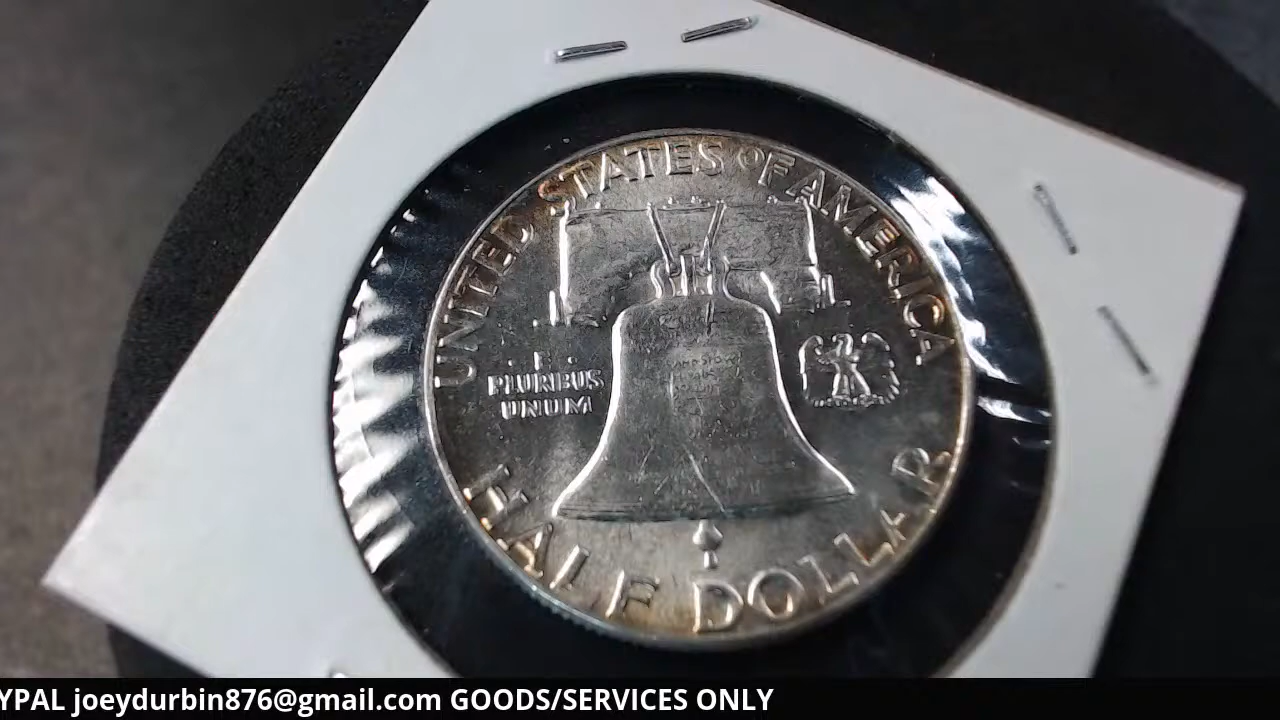 UNITED STATES OF AMERICA
· E ·
PLURIBUS
UNUM
HALF DOLLAR
YPAL joeydurbin876@gmail.com GOODS/SERVICES ONLY